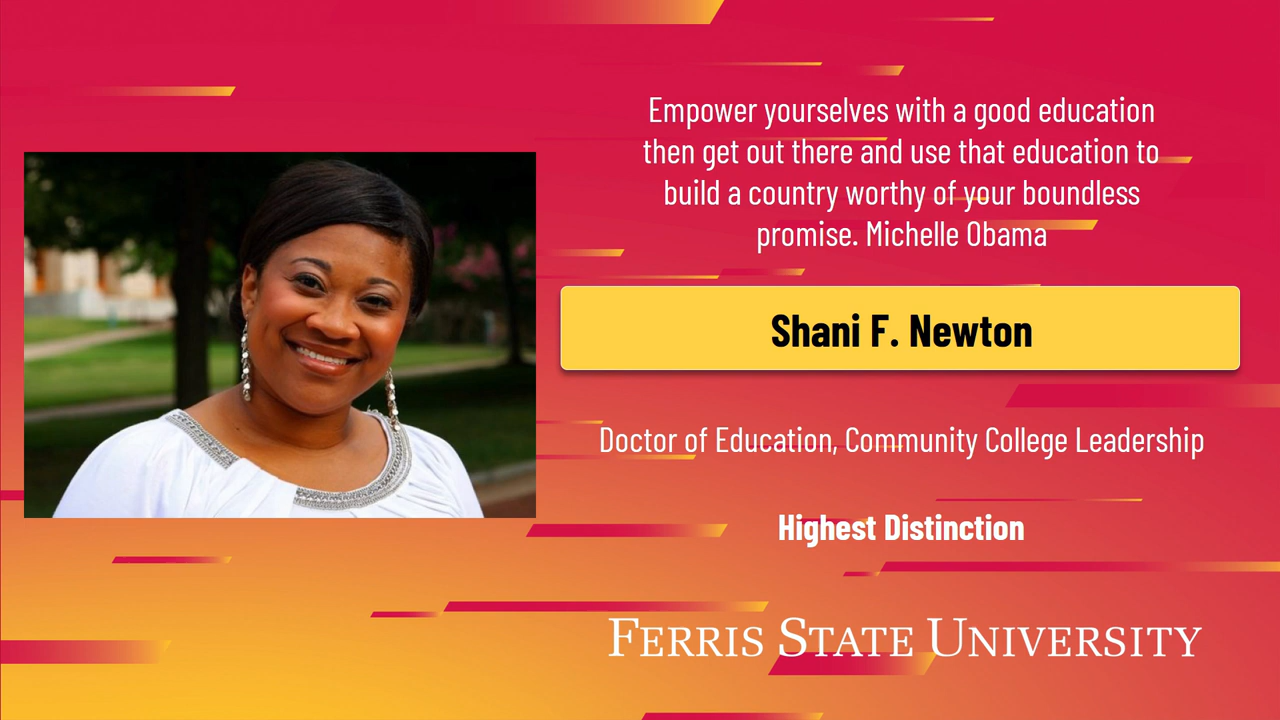 Empower yourselves with a good education
then get out there and use that education to
build a country worthy of your boundless
promise. Michelle Obama
Shani F. Newton
Doctor of Education, Community College Leadership
Highest Distinction
FERRIS STATE UNIVERSITY